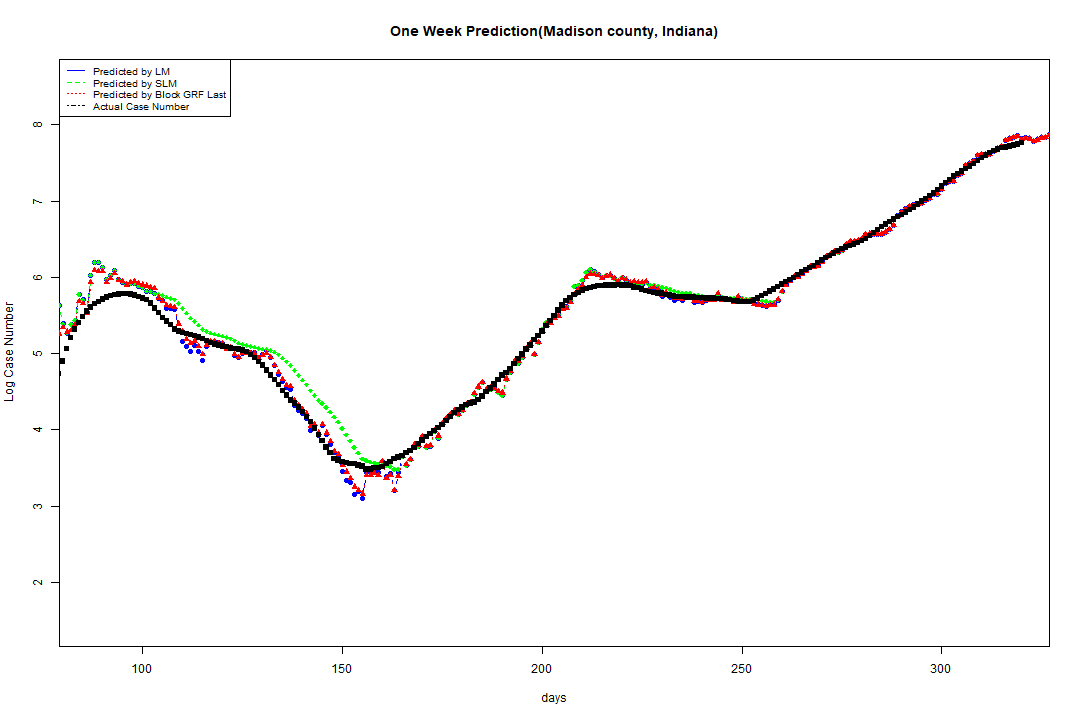 One Week Prediction(Madison county, Indiana)
Predicted by LM
Predicted by SLM
Predicted by Block GRF Last
Actual Case Number
8
7
6
5
4
3
2
Log Case Number
100
150
200
250
300
days